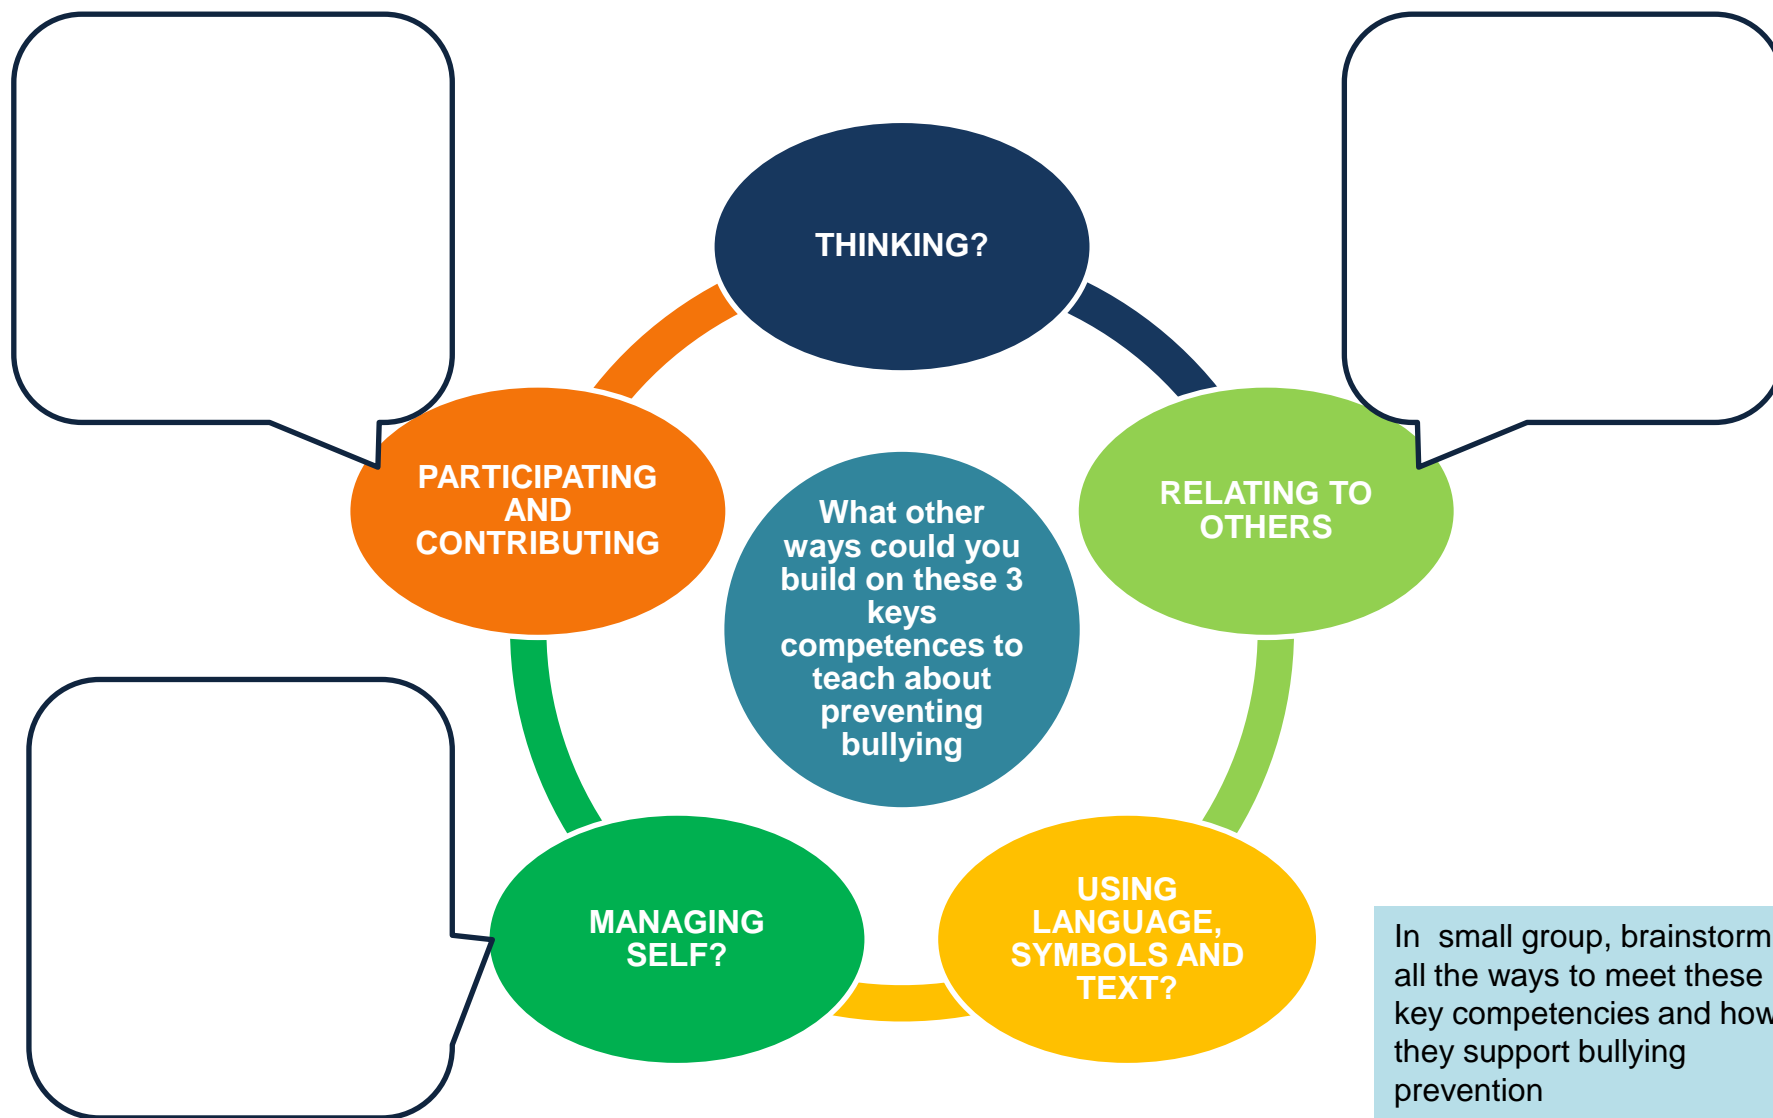 THINKING?
PARTICIPATING
AND
CONTRIBUTING
RELATING TO
OTHERS
What other
ways could you
build on these 3
keys
competences to
teach about
preventing
bullying
MANAGING
SELF?
USING
LANGUAGE,
SYMBOLS AND
TEXT?
In small group, brainstorm
all the ways to meet these
key competencies and how
they support bullying
prevention